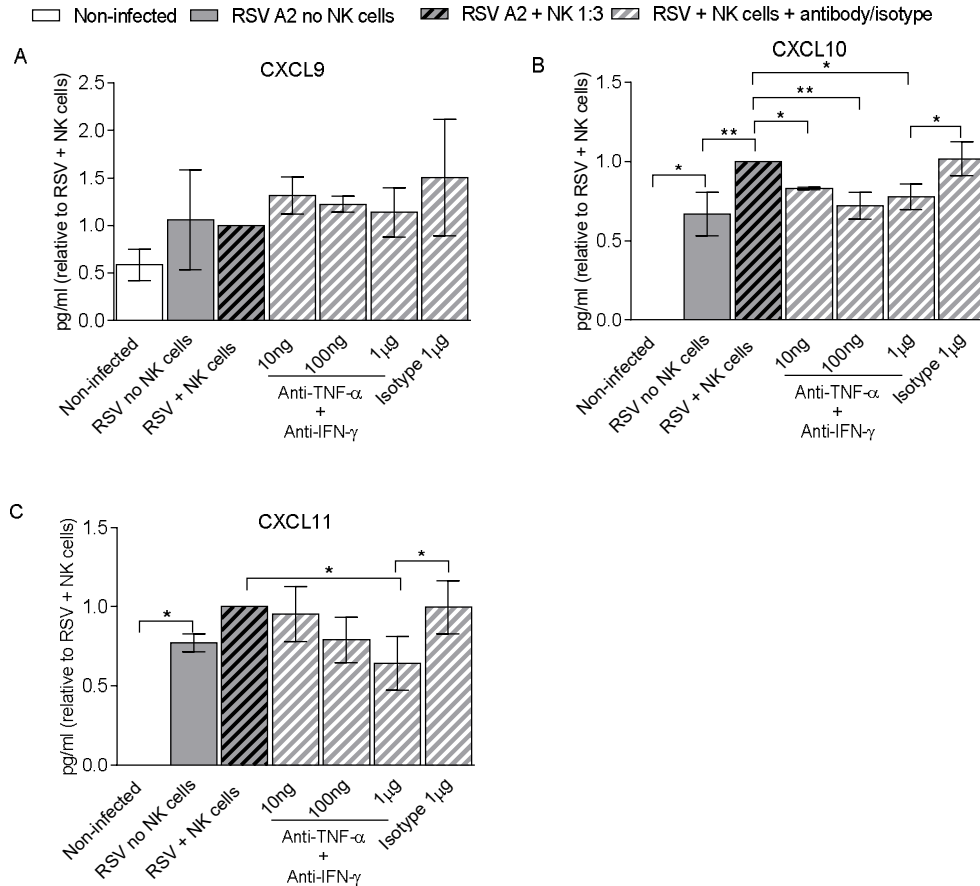 Non-infected RSV A2 no NK cells RSV A2 + NK 1:3 RSV + NK cells + antibody/isotype
A
CXCL9
pg/ml (relative to RSV + NK cells)
2.5
2.0
1.5
1.0
0.5
0.0
Non-infected
RSV no NK cells
RSV + NK cells
10ng
100ng
1μg
Isotype 1μg
Anti-TNF-α
+
Anti-IFN-γ
B
CXCL10
pg/ml (relative to RSV + NK cells)
1.5
1.0
0.5
0.0
*
**
*
**
*
*
Non-infected
RSV no NK cells
RSV + NK cells
10ng
100ng
1μg
Isotype 1μg
Anti-TNF-α
+
Anti-IFN-γ
C
CXCL11
pg/ml (relative to RSV + NK cells)
1.5
1.0
0.5
0.0
*
*
*
Non-infected
RSV no NK cells
RSV + NK cells
10ng
100ng
1μg
Isotype 1μg
Anti-TNF-α
+
Anti-IFN-γ